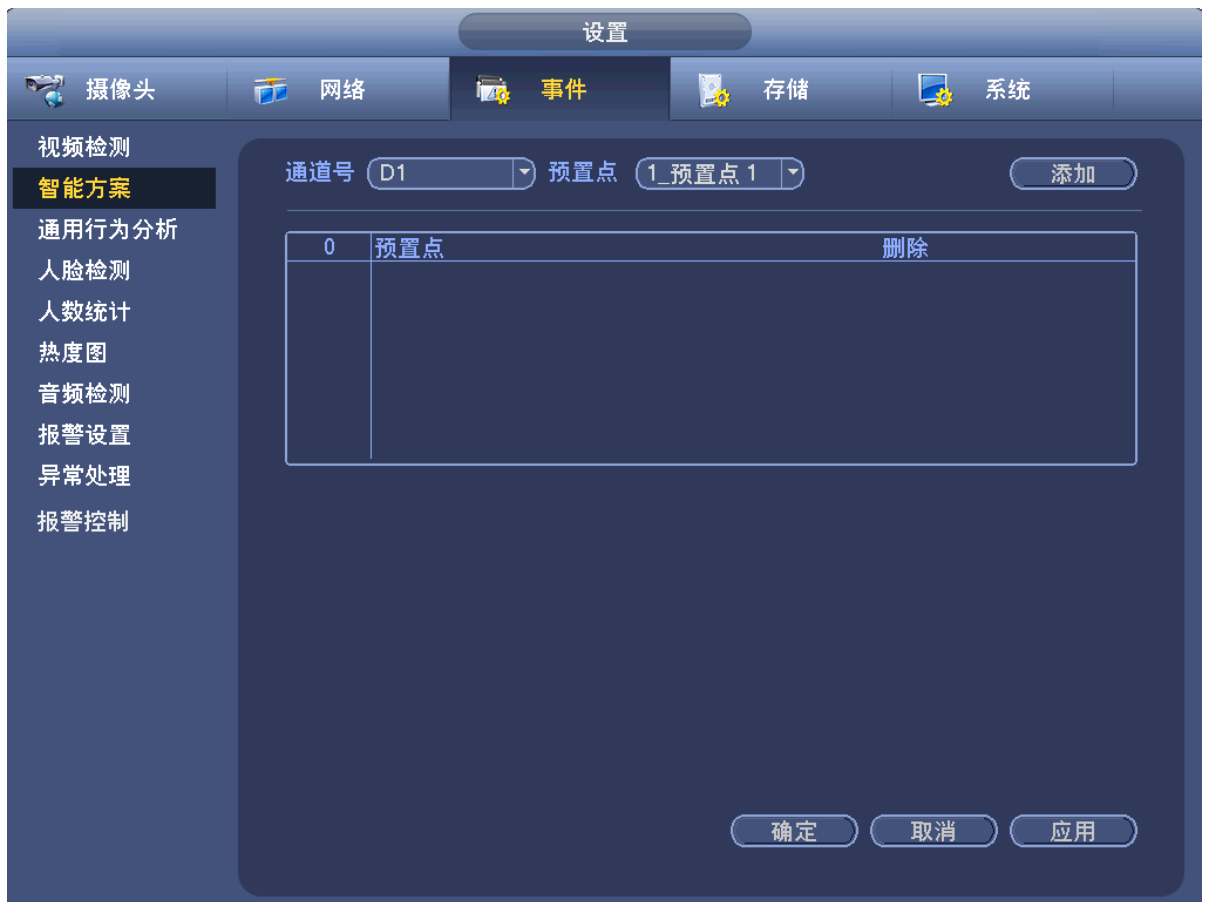 设置
摄像头 网络 事件 存储 系统
视频检测
智能方案
通用行为分析
人脸检测
人数统计
热度图
音频检测
报警设置
异常处理
报警控制
通道号 D1 预置点 1_预置点 1 添加
0 预置点 删除
确定 取消 应用